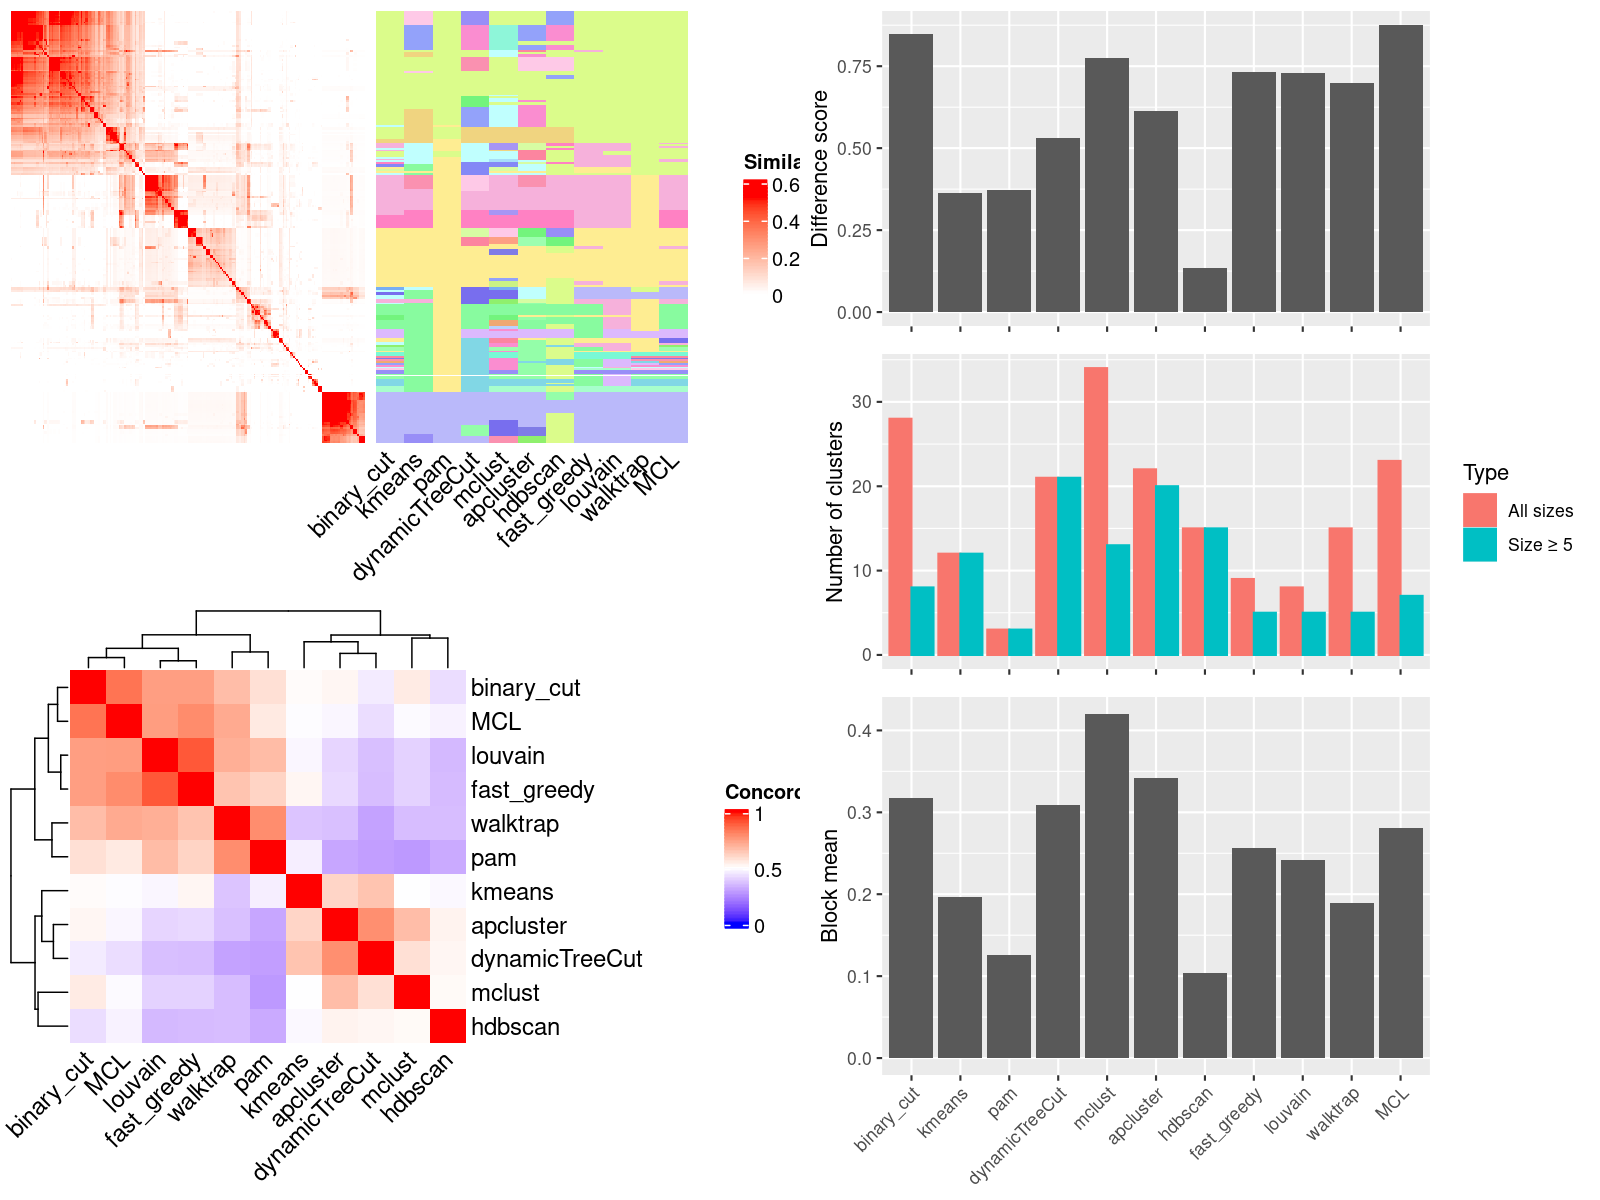 Simila
0.6
0.4
0.2
0
binary_cut
kmeans
pam
dynamicTreeCut
mclust
apcluster
hdbscan
fast_greedy
louvain
walktrap
MCL
Difference score
0.75
0.50
0.25
0.00
Number of clusters
30
20
10
0
Type
All sizes
Size ≥ 5
binary_cut
MCL
louvain
fast_greedy
walktrap
pam
kmeans
apcluster
dynamicTreeCut
mclust
hdbscan
binary_cut
MCL
louvain
fast_greedy
walktrap
pam
kmeans
apcluster
dynamicTreeCut
mclust
hdbscan
Concord
1
0.5
0
Block mean
0.4
0.3
0.2
0.1
0.0
binary_cut
kmeans
pam
dynamicTreeCut
mclust
apcluster
hdbscan
fast_greedy
louvain
walktrap
MCL